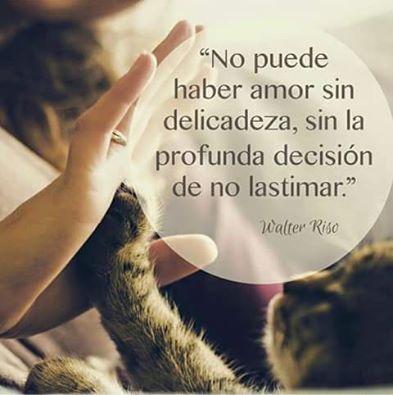 “No puede
haber amor sin
delicadeza, sin la
profunda decisión
de no lastimar.”
Walter Riso